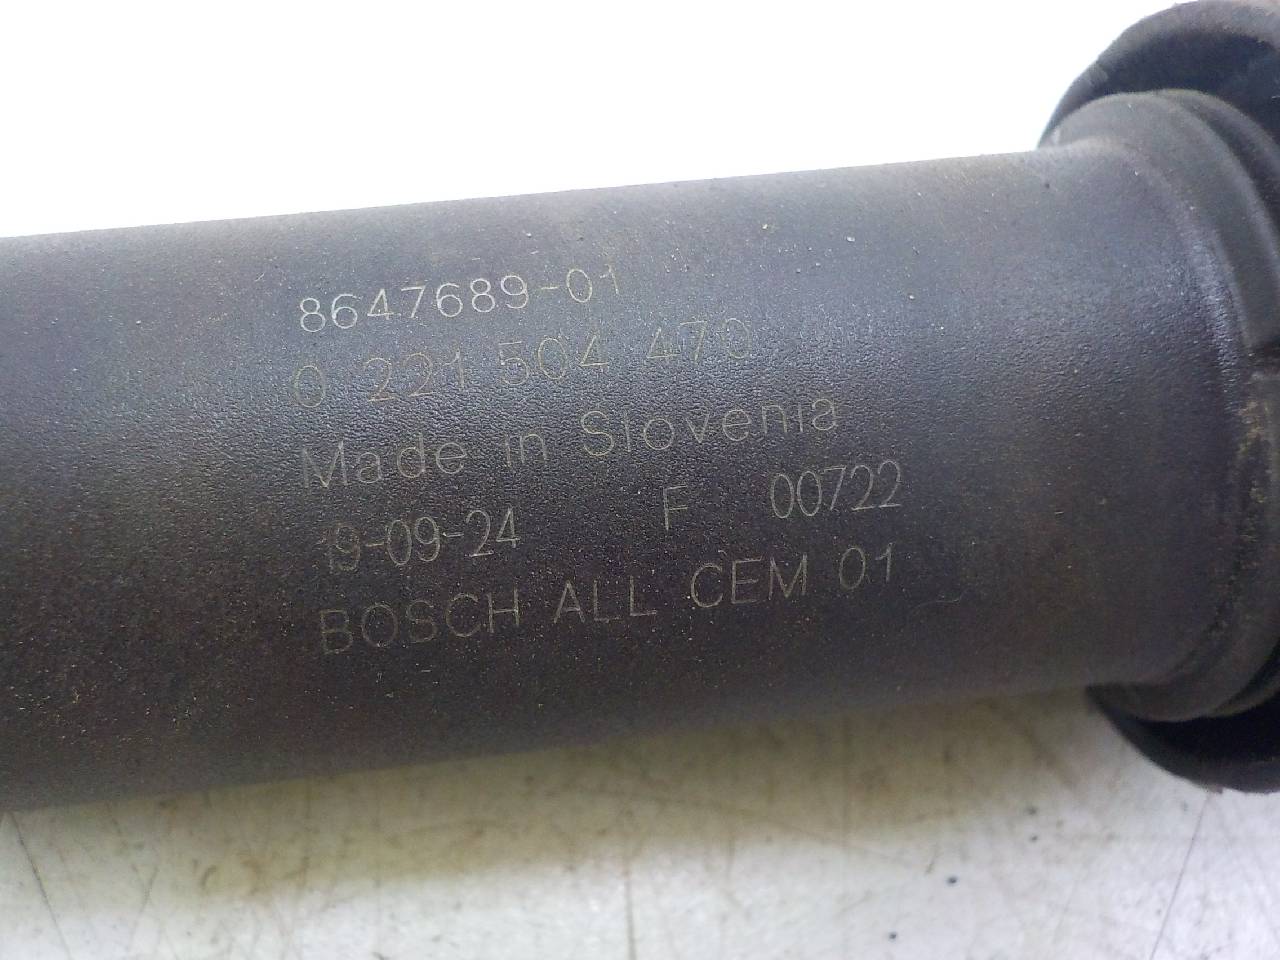 8647689-01
0 221 504 470
Made in Slovenia
19-09-24 F 00722
BOSCH ALL CEM 01